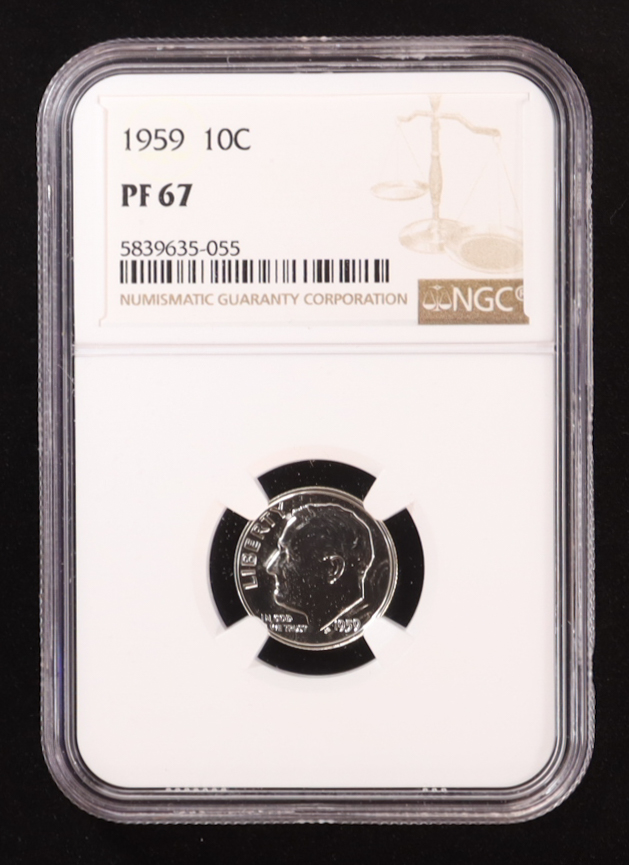 1959 10C
PF 67
5839635-055
NUMISMATIC GUARANTY CORPORATION
NGC®
LIBERTY
IN GOD
WE TRUST
1959